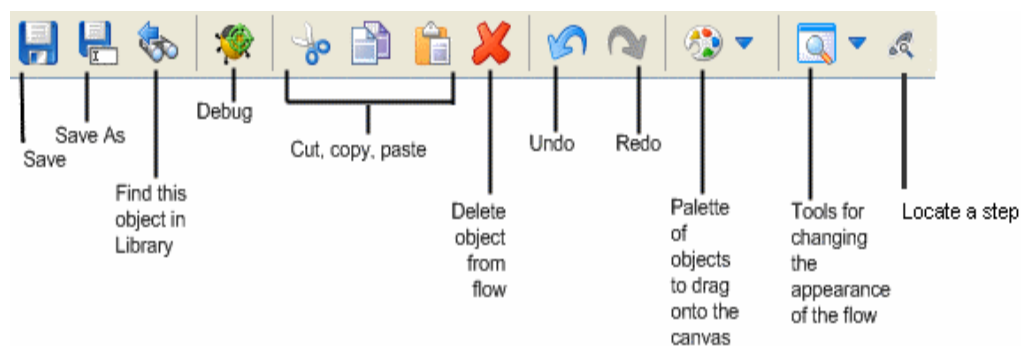 Save
Save As
Find this
object in
Library
Debug
Cut, copy, paste
Delete
object
from
flow
Undo
Redo
Palette
of
objects
to drag
onto the
canvas
Tools for
changing
the
appearance
of the flow
Locate a step